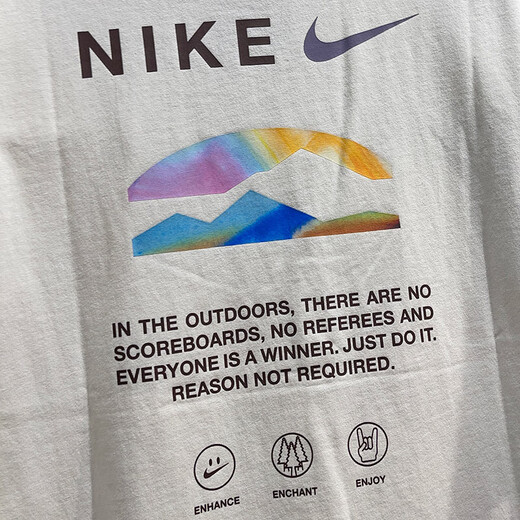 NIKE
IN THE OUTDOORS, THERE ARE NO
SCOREBOARDS, NO REFEREES AND
EVERYONE IS A WINNER. JUST DO IT.
REASON NOT REQUIRED.
ENHANCE
ENCHANT
ENJOY